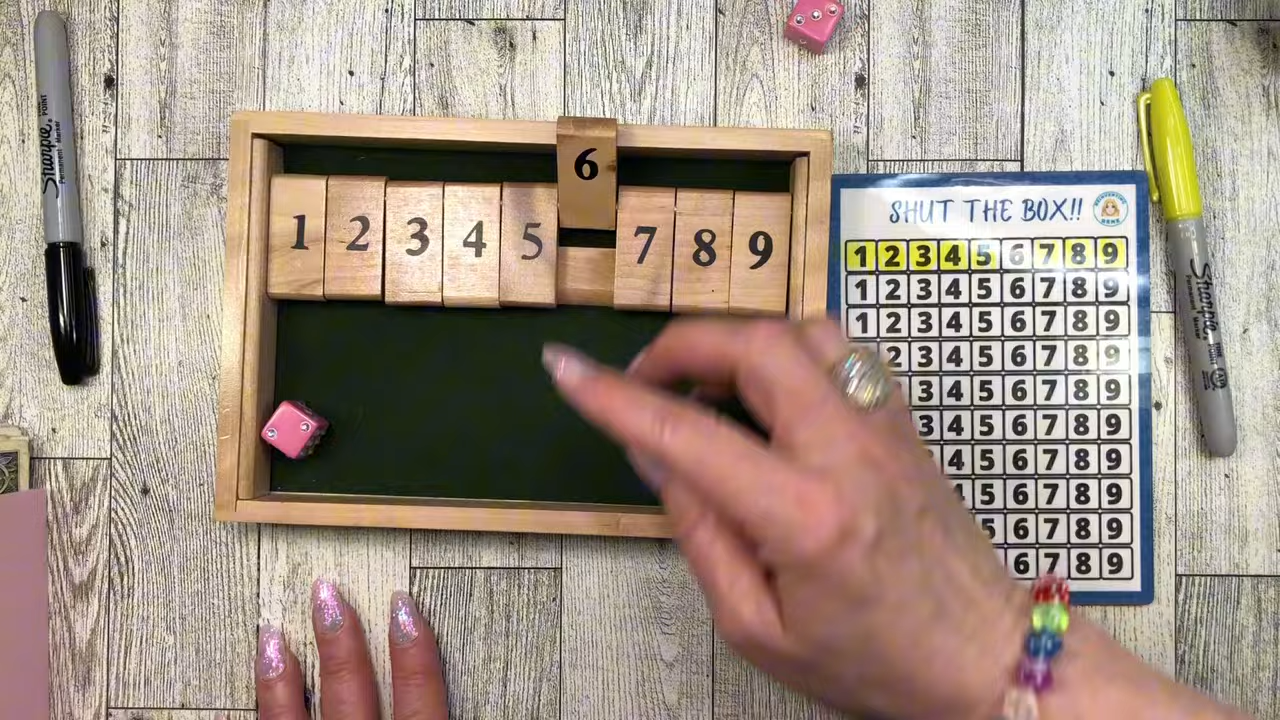 Sharpie. POINT
Permanent Marker
6
1 2 3 4 5 7 8 9
SHUT THE BOX!!
1 2 3 4 5 6 7 8 9
1 2 3 4 5 6 7 8 9
1 2 3 4 5 6 7 8 9
2 3 4 5 6 7 8 9
3 4 5 6 7 8 9
3 4 5 6 7 8 9
4 5 6 7 8 9
5 6 7 8 9
5 6 7 8 9
6 7 8 9
Sharpie